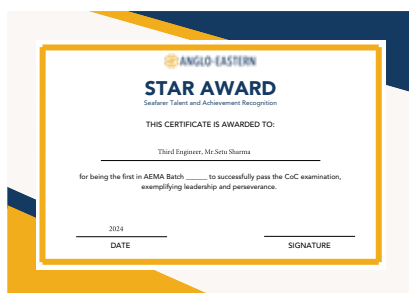 ANGLO-EASTERN
STAR AWARD
Seafarer Talent and Achievement Recognition
THIS CERTIFICATE IS AWARDED TO:
Third Engineer, Mr.Setu Sharma
for being the first in AEMA Batch ______ to successfully pass the CoC examination,
exemplifying leadership and perseverance.
2024
DATE
SIGNATURE